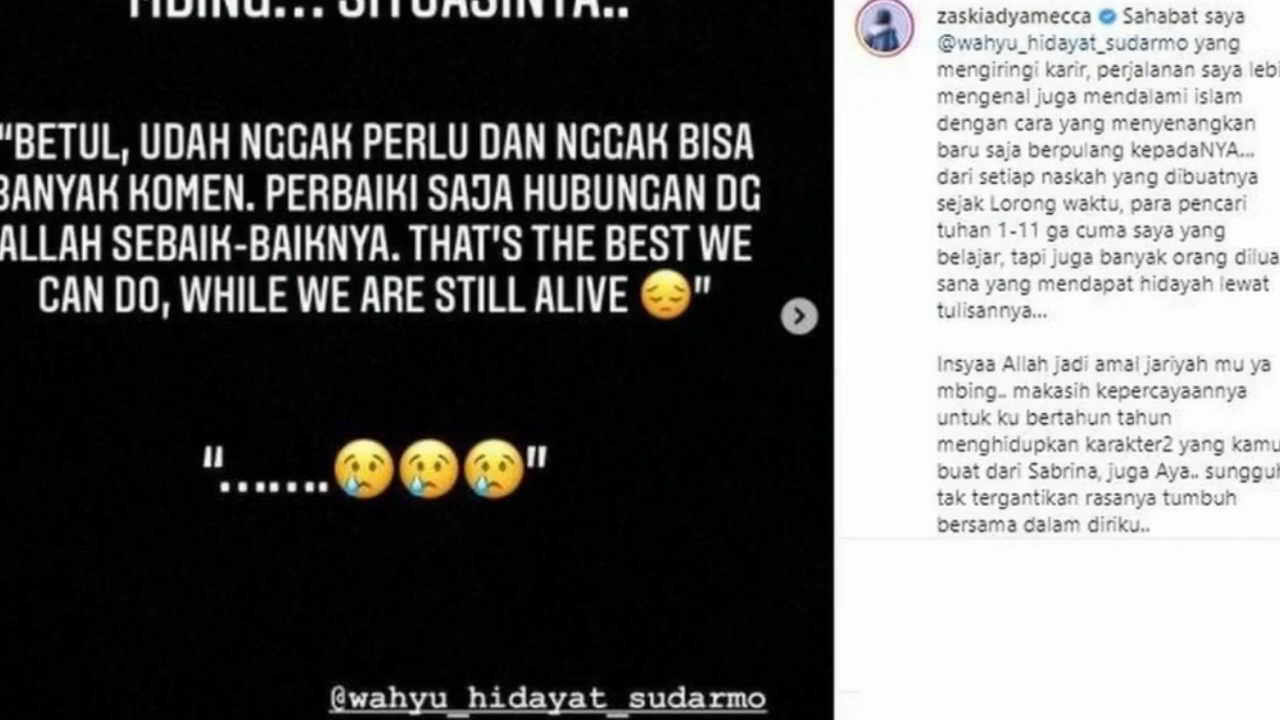 MBING... SITUASINYA..
"BETUL, UDAH NGGAK PERLU DAN NGGAK BISA
BANYAK KOMEN. PERBAIKI SAJA HUBUNGAN DG
ALLAH SEBAIK-BAIKNYA. THAT'S THE BEST WE
CAN DO, WHILE WE ARE STILL ALIVE 😔"
".......😢😢😢"
@wahyu_hidayat_sudarmo
zaskiadyamecca Sahabat saya
@wahyu_hidayat_sudarmo yang
mengiringi karir, perjalanan saya lebi
mengenal juga mendalami islam
dengan cara yang menyenangkan
baru saja berpulang kepadaNYA...
dari setiap naskah yang dibuatnya
sejak Lorong waktu, para pencari
tuhan 1-11 ga cuma saya yang
belajar, tapi juga banyak orang dilua
sana yang mendapat hidayah lewat
tulisannya...
Insyaa Allah jadi amal jariyah mu ya
mbing.. makasih kepercayaannya
untuk ku bertahun tahun
menghidupkan karakter2 yang kamu
buat dari Sabrina, juga Aya.. sungguh
tak tergantikan rasanya tumbuh
bersama dalam diriku..